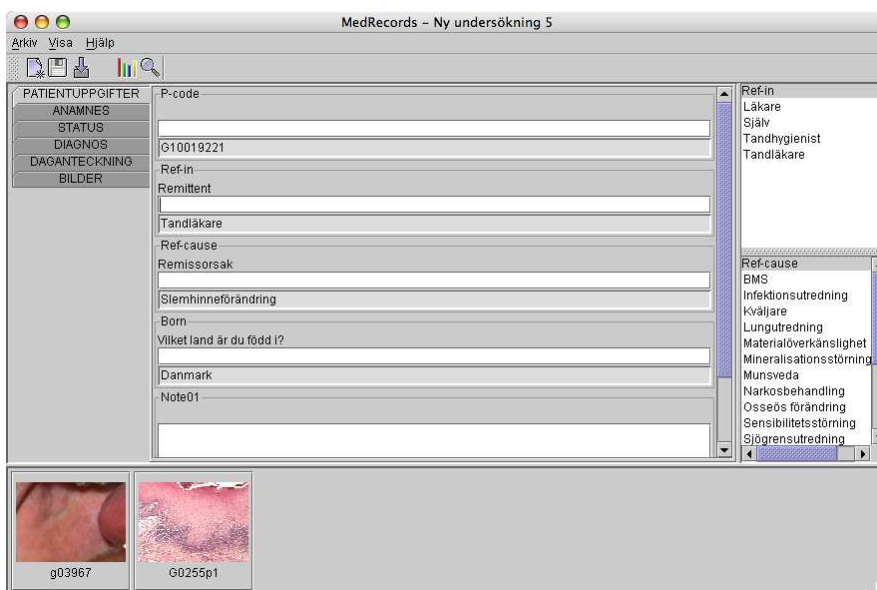 MedRecords – Ny undersökning 5
Arkiv Visa Hjälp
PATIENTUPPGIFTER
ANAMNES
STATUS
DIAGNOS
DAGANTECKNING
BILDER
P-code
G10019221
Ref-in
Remittent
Tandläkare
Ref-cause
Remissorsak
Slemhinneförändring
Born
Vilket land är du född i?
Danmark
Note01
Ref-in
Läkare
Själv
Tandhygienist
Tandläkare
Ref-cause
BMS
Infektionsutredning
Kväljare
Lungutredning
Materialöverkänslighet
Mineralisationsstörning
Munsveda
Narkosbehandling
Osseös förändring
Sensibilitetsstörning
Sjögrensutredning
g03967
G0255p1